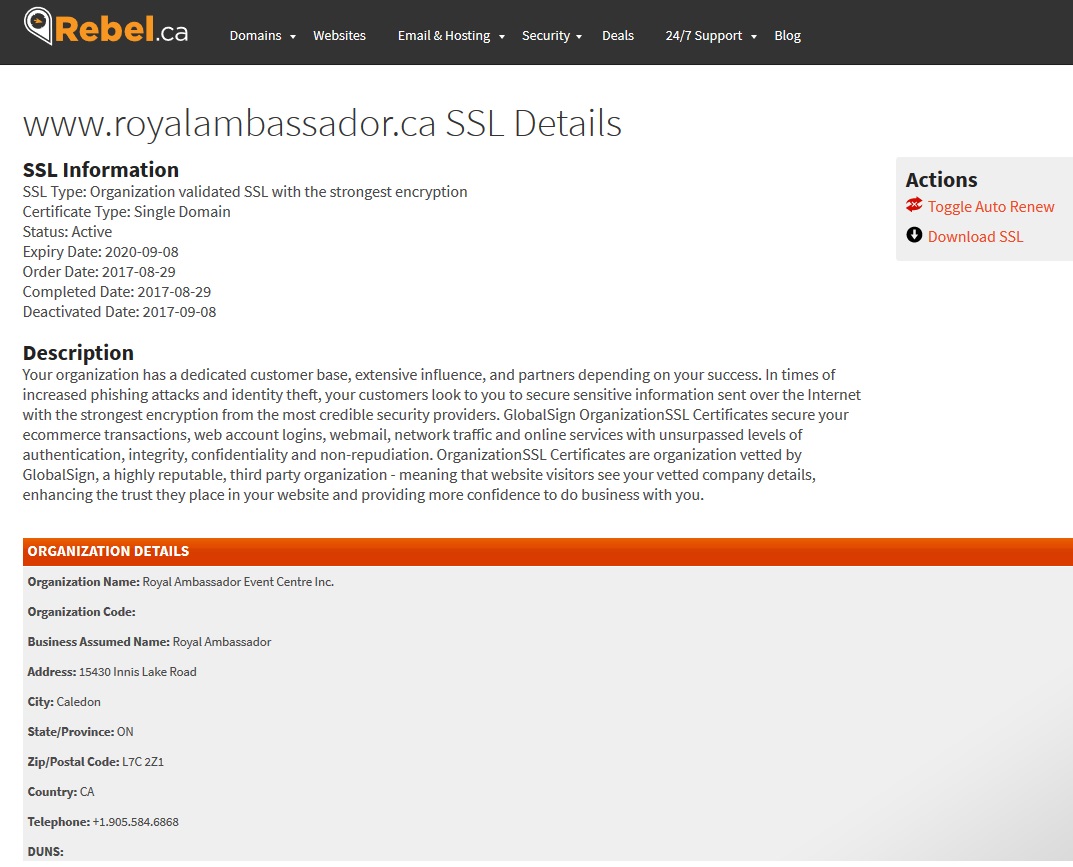 Rebel.ca
Domains Websites Email & Hosting Security Deals 24/7 Support Blog
www.royalambassador.ca SSL Details
SSL Information
SSL Type: Organization validated SSL with the strongest encryption
Certificate Type: Single Domain
Status: Active
Expiry Date: 2020-09-08
Order Date: 2017-08-29
Completed Date: 2017-08-29
Deactivated Date: 2017-09-08
Actions
Toggle Auto Renew
Download SSL
Description
Your organization has a dedicated customer base, extensive influence, and partners depending on your success. In times of
increased phishing attacks and identity theft, your customers look to you to secure sensitive information sent over the Internet
with the strongest encryption from the most credible security providers. GlobalSign OrganizationSSL Certificates secure your
ecommerce transactions, web account logins, webmail, network traffic and online services with unsurpassed levels of
authentication, integrity, confidentiality and non-repudiation. OrganizationSSL Certificates are organization vetted by
GlobalSign, a highly reputable, third party organization - meaning that website visitors see your vetted company details,
enhancing the trust they place in your website and providing more confidence to do business with you.
ORGANIZATION DETAILS
Organization Name: Royal Ambassador Event Centre Inc.
Organization Code:
Business Assumed Name: Royal Ambassador
Address: 15430 Innis Lake Road
City: Caledon
State/Province: ON
Zip/Postal Code: L7C 2Z1
Country: CA
Telephone: +1.905.584.6868
DUNS: